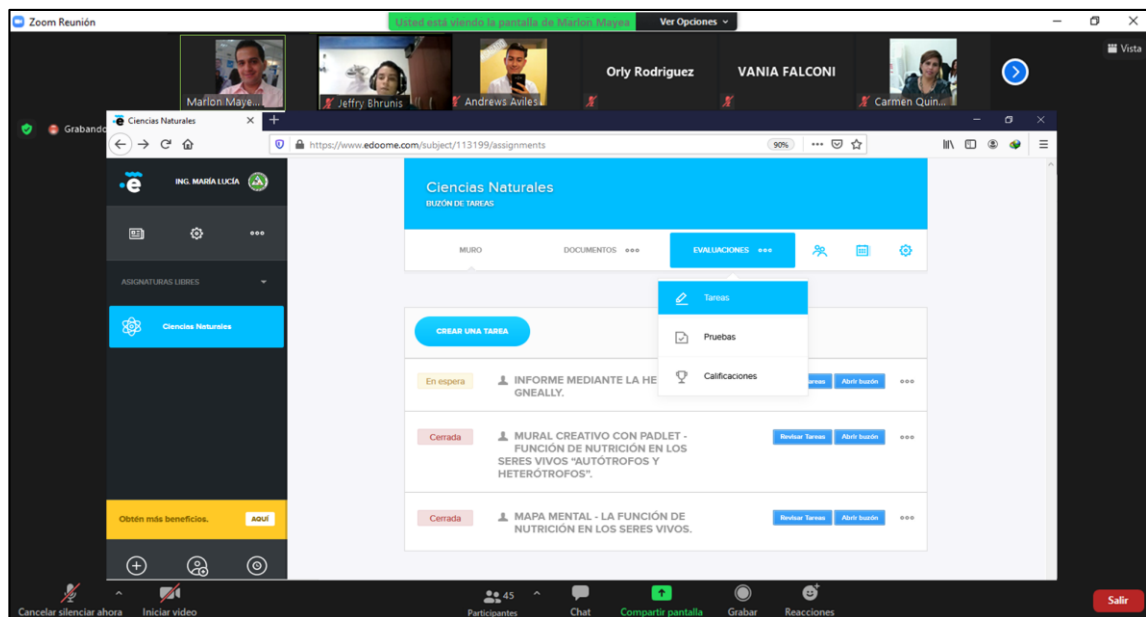 Zoom Reunión
Usted está viendo la pantalla de Marlon Mayea
Ver Opciones
Vista
Marlon Maye...
Jeffry Bhrunis
Andrews Aviles
Orly Rodriguez
VANIA FALCONI
Carmen Quin...
Grabando
Ciencias Naturales
https://www.edoome.com/subject/113199/assignments
90%
ING. MARÍA LUCÍA
Ciencias Naturales
BUZÓN DE TAREAS
MURO
DOCUMENTOS
EVALUACIONES
ASIGNATURAS LIBRES
Ciencias Naturales
Tareas
Pruebas
Calificaciones
CREAR UNA TAREA
En espera
INFORME MEDIANTE LA HE
GNEALLY.
Tareas
Abrir buzón
Cerrada
MURAL CREATIVO CON PADLET -
FUNCIÓN DE NUTRICIÓN EN LOS
SERES VIVOS "AUTÓTROFOS Y
HETERÓTROFOS".
Revisar Tareas
Abrir buzón
Cerrada
MAPA MENTAL - LA FUNCIÓN DE
NUTRICIÓN EN LOS SERES VIVOS.
Revisar Tareas
Abrir buzón
Obtén más beneficios.
AQUÍ
Cancelar silenciar ahora
Iniciar video
45
Participantes
Chat
Compartir pantalla
Grabar
Reacciones
Salir